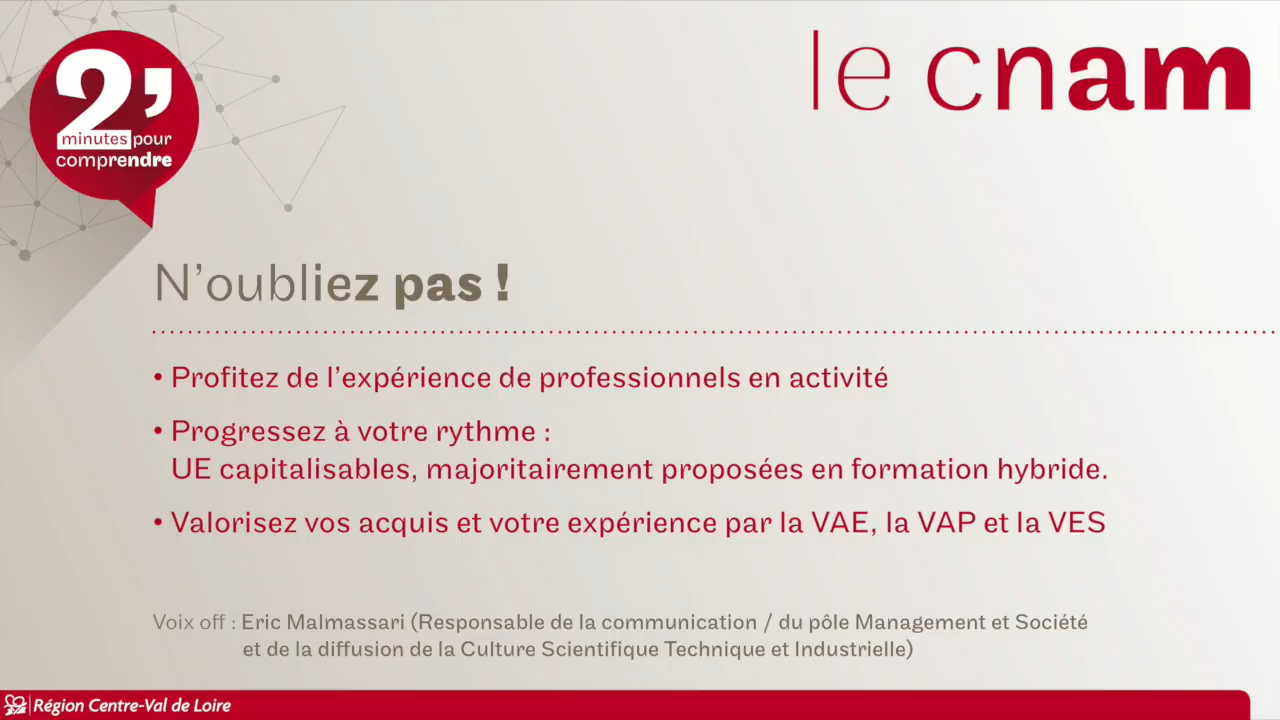 2’
minutes pour
comprendre
le cnam
N’oubliez pas !
• Profitez de l’expérience de professionnels en activité
• Progressez à votre rythme :
UE capitalisables, majoritairement proposées en formation hybride.
• Valorisez vos acquis et votre expérience par la VAE, la VAP et la VES
Voix off : Eric Malmassari (Responsable de la communication / du pôle Management et Société
et de la diffusion de la Culture Scientifique Technique et Industrielle)
Région Centre-Val de Loire